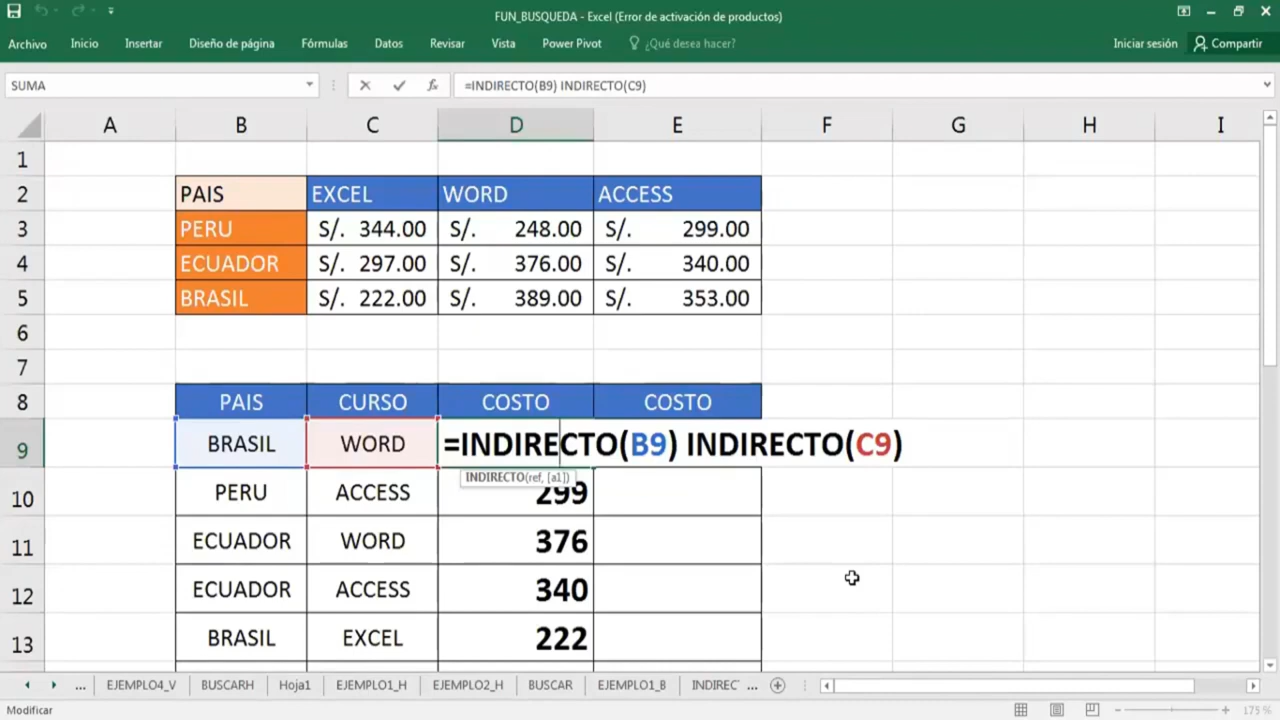 FUN_BUSQUEDA - Excel (Error de activación de productos)
Archivo Inicio Insertar Diseño de página Fórmulas Datos Revisar Vista Power Pivot ¿Qué desea hacer? Iniciar sesión Compartir
SUMA fx =INDIRECTO(B9) INDIRECTO(C9)
A B C D E F G H I
1
2 PAIS EXCEL WORD ACCESS
3 PERU S/. 344.00 S/. 248.00 S/. 299.00
4 ECUADOR S/. 297.00 S/. 376.00 S/. 340.00
5 BRASIL S/. 222.00 S/. 389.00 S/. 353.00
6
7
8 PAIS CURSO COSTO COSTO
9 BRASIL WORD =INDIRECTO(B9) INDIRECTO(C9)
INDIRECTO(ref, [a1])
10 PERU ACCESS 299
11 ECUADOR WORD 376
12 ECUADOR ACCESS 340
13 BRASIL EXCEL 222
... EJEMPLO4_V BUSCARH Hoja1 EJEMPLO1_H EJEMPLO2_H BUSCAR EJEMPLO1_B INDIREC ...
Modificar 175 %